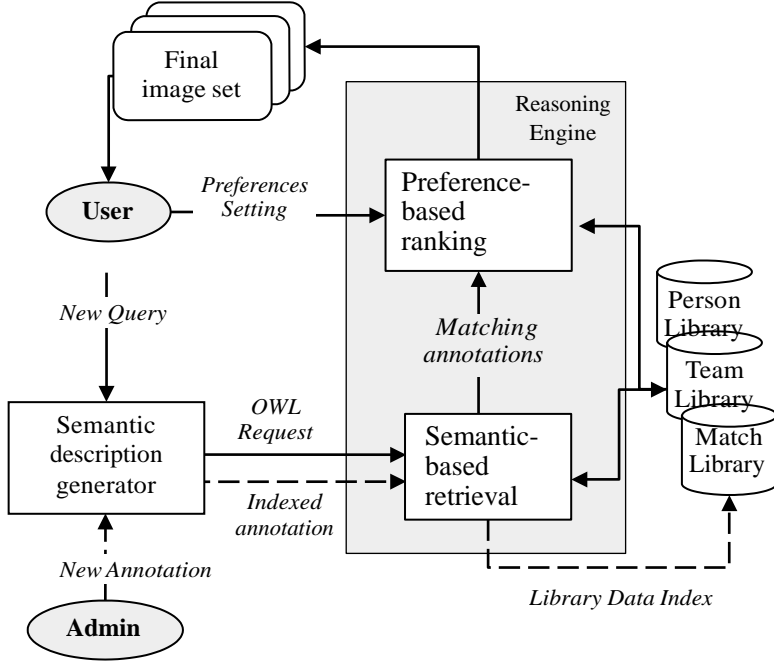 Final
image set
Reasoning
Engine
User
Preferences
Setting
Preference-
based
ranking
New Query
Matching
annotations
Person
Library
Team
Library
Match
Library
Semantic
description
generator
OWL
Request
Semantic-
based
retrieval
Indexed
annotation
New Annotation
Library Data Index
Admin